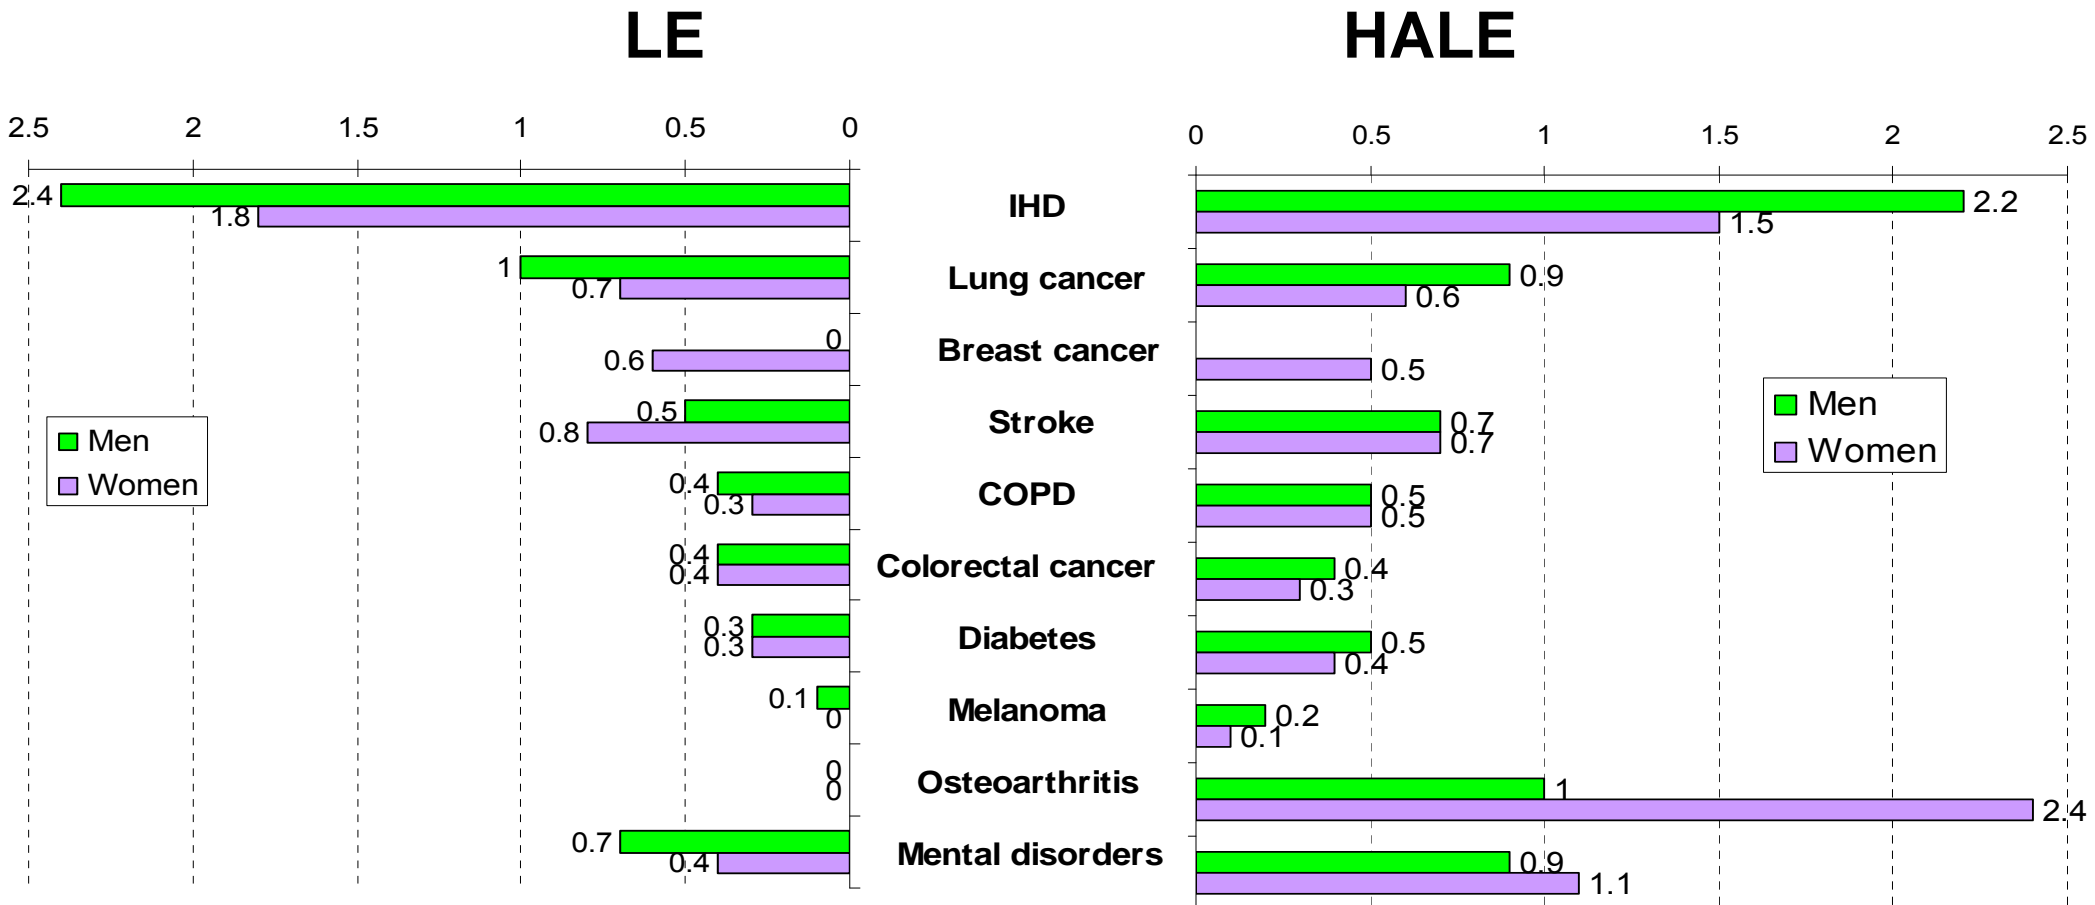 LE HALE
2.5 2 1.5 1 0.5 0
0 0.5 1 1.5 2 2.5
2.4 IHD 2.2
1.8 1.5
1 Lung cancer 0.9
0.7 0.6
0 Breast cancer
0.6 0.5
0.5 Stroke 0.7
0.8 0.7
0.4 COPD 0.5
0.3 0.5
0.4 Colorectal cancer 0.4
0.4 0.3
0.3 Diabetes 0.5
0.3 0.4
0.1 Melanoma 0.2
0 0.1
0 Osteoarthritis 1
0 2.4
0.7 Mental disorders 0.9
0.4 1.1
Men
Women
Men
Women